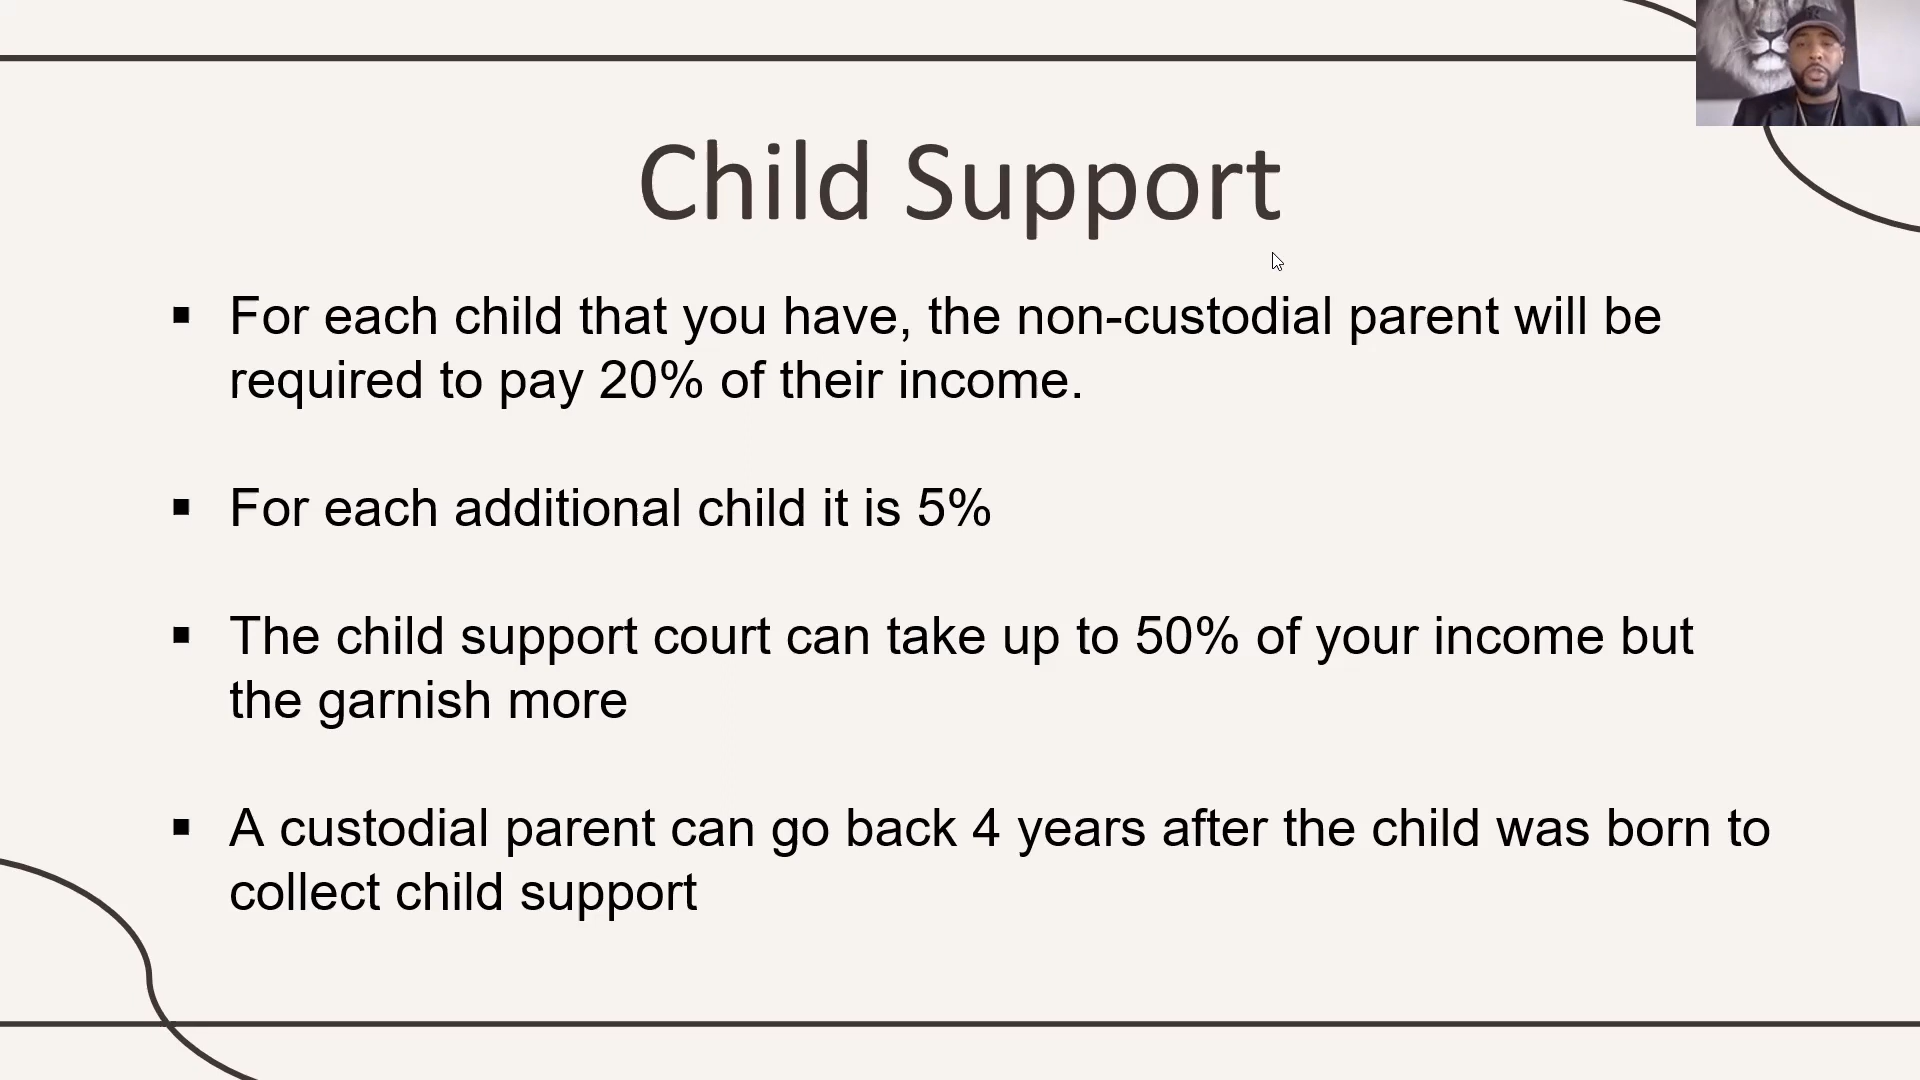 Child Support
▪ For each child that you have, the non-custodial parent will be
required to pay 20% of their income.
▪ For each additional child it is 5%
▪ The child support court can take up to 50% of your income but
the garnish more
▪ A custodial parent can go back 4 years after the child was born to
collect child support